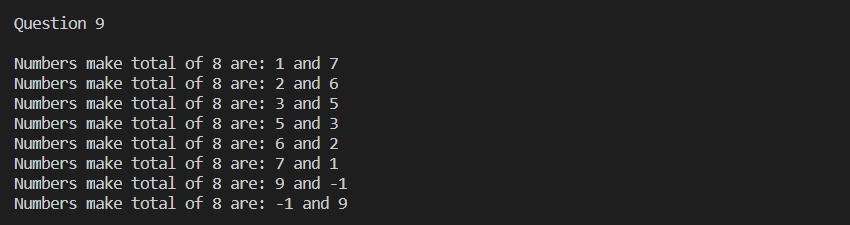 Question 9
Numbers make total of 8 are: 1 and 7
Numbers make total of 8 are: 2 and 6
Numbers make total of 8 are: 3 and 5
Numbers make total of 8 are: 5 and 3
Numbers make total of 8 are: 6 and 2
Numbers make total of 8 are: 7 and 1
Numbers make total of 8 are: 9 and -1
Numbers make total of 8 are: -1 and 9